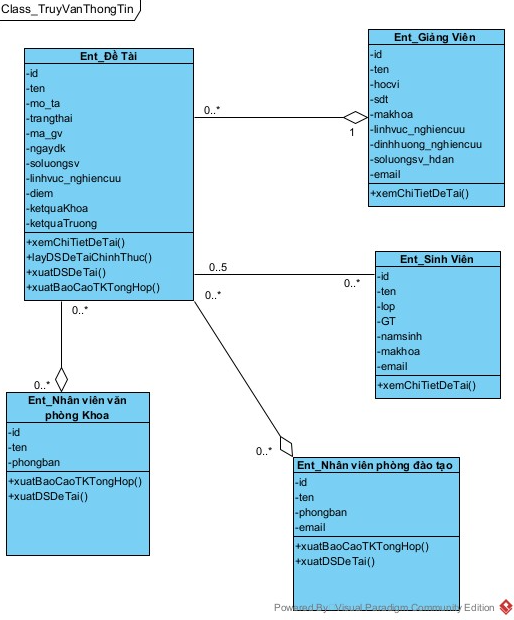 Class_TruyVanThongTin
Ent_Đề Tài
-id
-ten
-mo_ta
-trangthai
-ma_gv
-ngaydk
-soluongsv
-linhvuc_nghiencuu
-diem
-ketquaKhoa
-ketquaTruong
+xemChiTietDeTai()
+layDSDeTaiChinhThuc()
+xuatDSDeTai()
+xuatBaoCaoTKTongHop()
0..*
1
Ent_Giảng Viên
-id
-ten
-hocvi
-sdt
-makhoa
-linhvuc_nghiencuu
-dinhhuong_nghiencuu
-soluongsv_hdan
-email
+xemChiTietDeTai()
0..5
0..*
Ent_Sinh Viên
-id
-ten
-lop
-GT
-namsinh
-makhoa
-email
+xemChiTietDeTai()
0..*
0..*
Ent_Nhân viên văn
phòng Khoa
-id
-ten
-phongban
+xuatBaoCaoTKTongHop()
+xuatDSDeTai()
0..*
0..*
Ent_Nhân viên phòng đào tạo
-id
-ten
-phongban
-email
+xuatBaoCaoTKTongHop()
+xuatDSDeTai()
Powered By: Visual Paradigm Community Edition